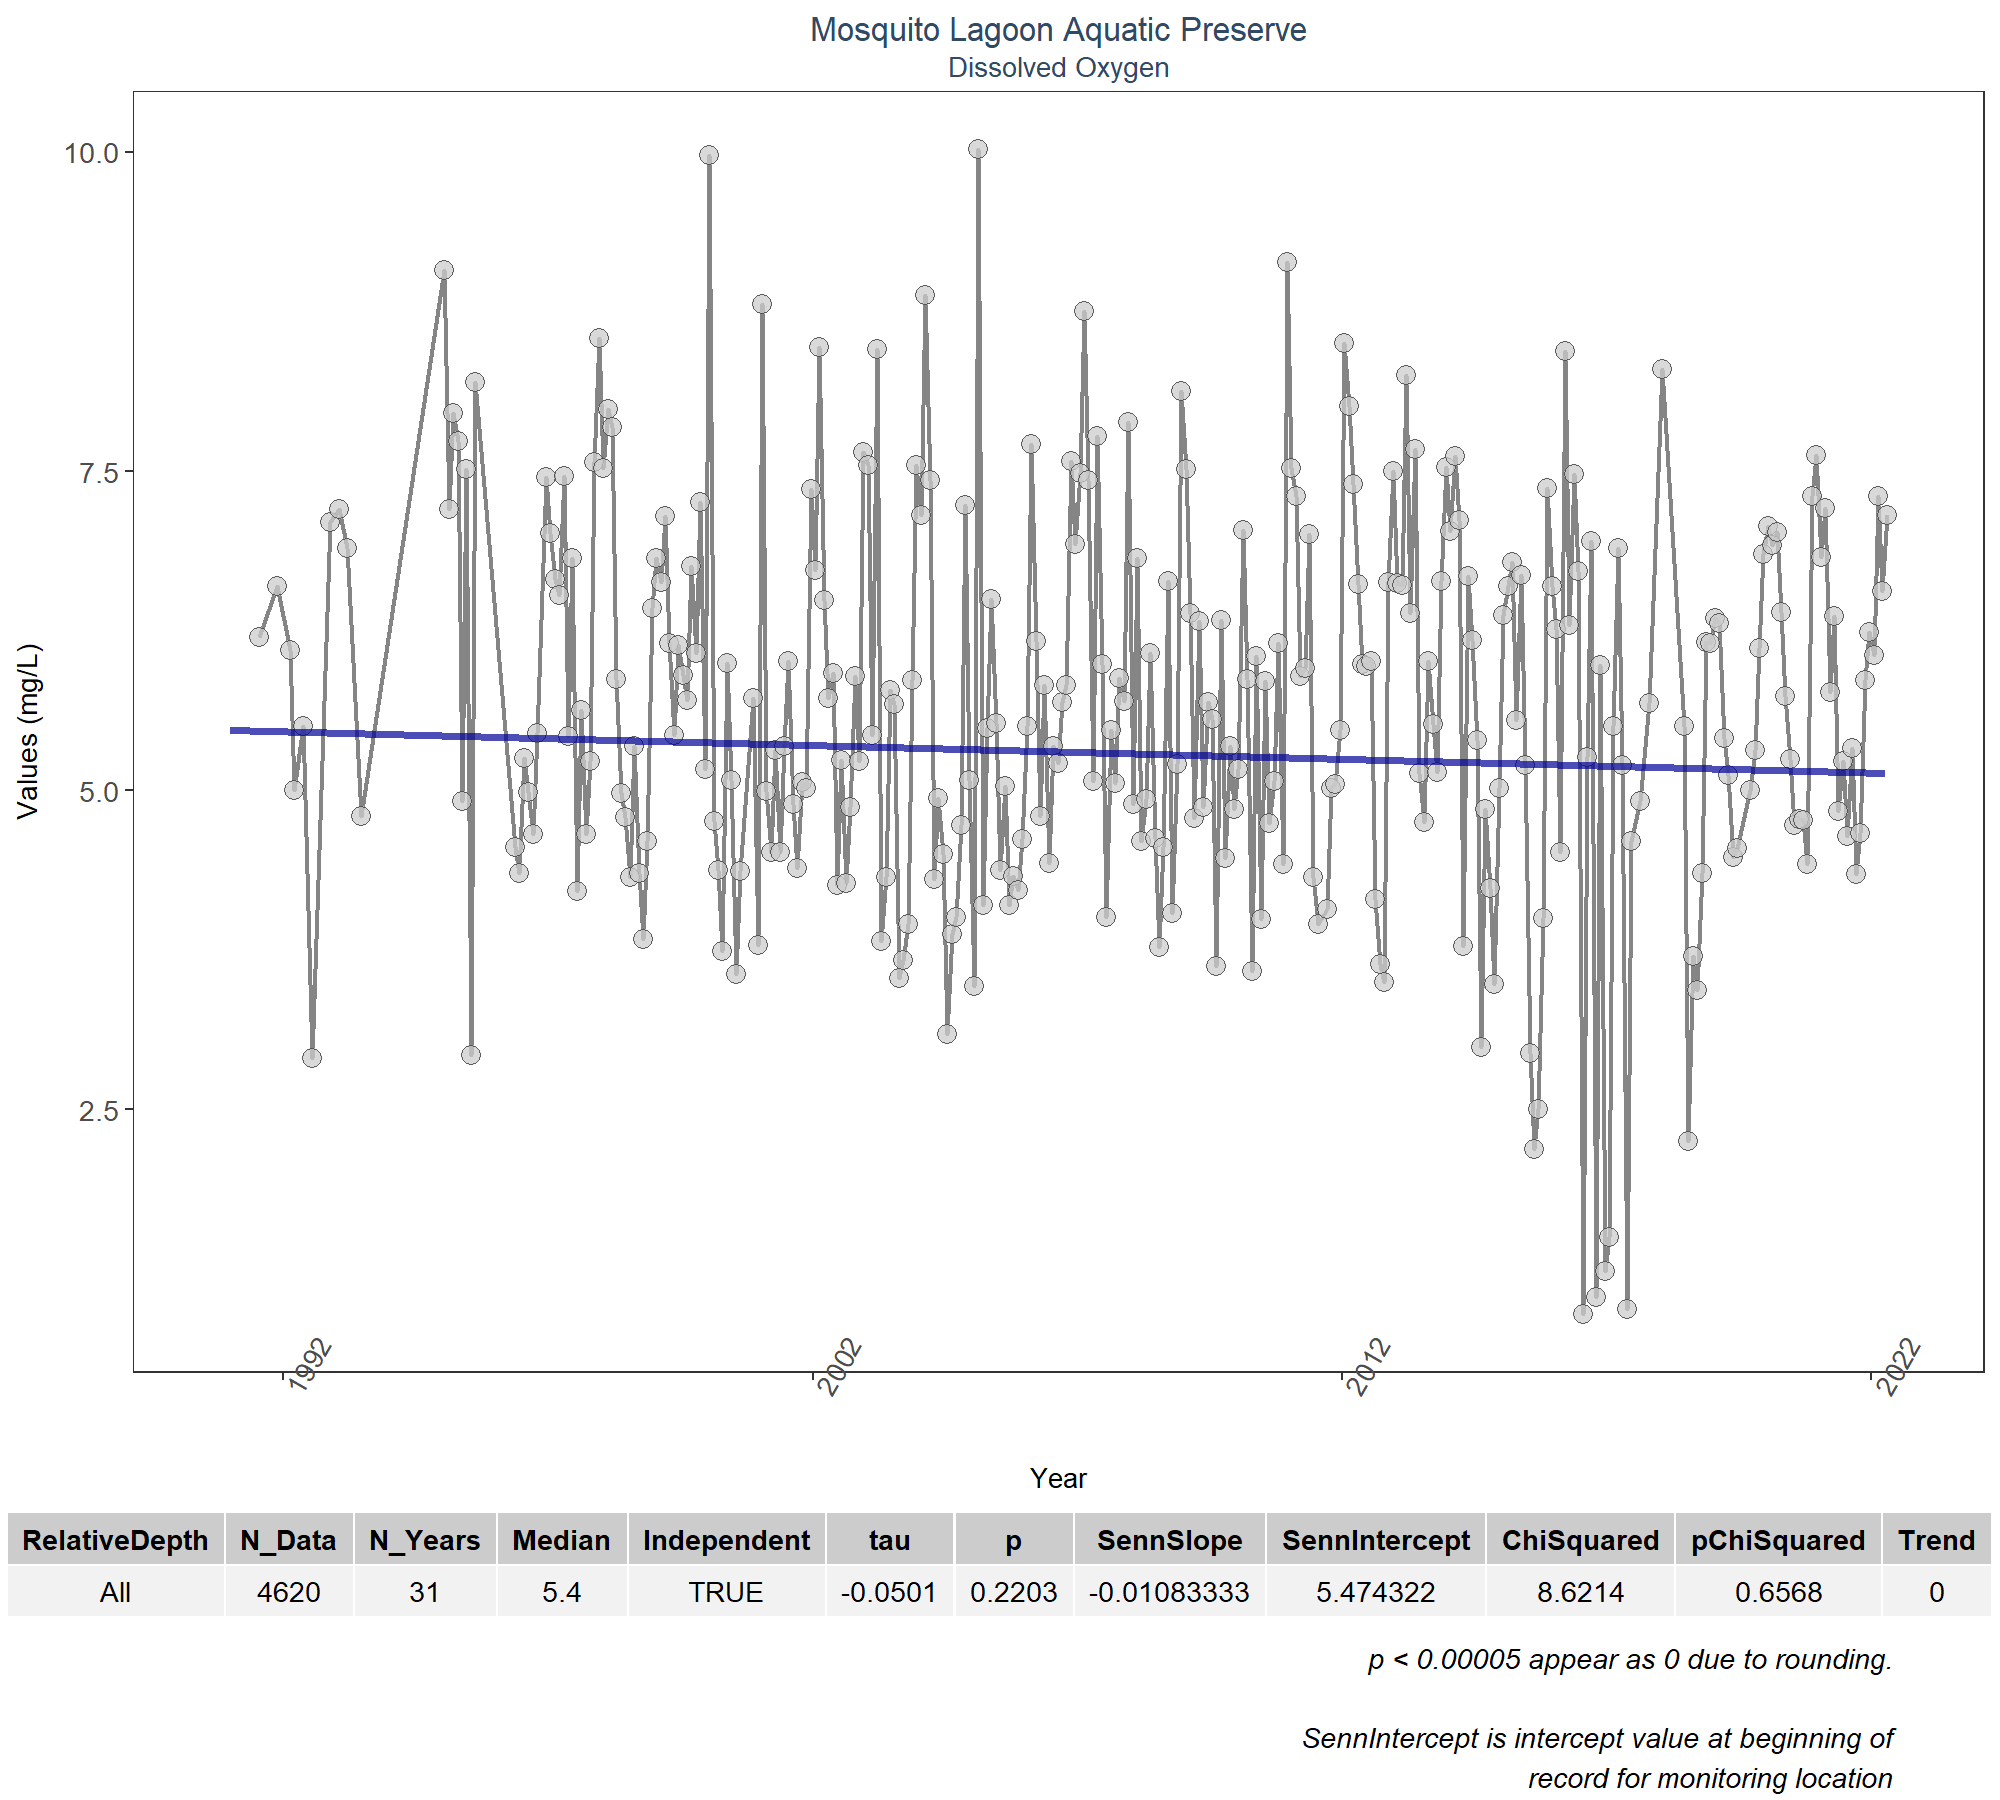 Mosquito Lagoon Aquatic Preserve
Dissolved Oxygen
10.0
7.5
5.0
2.5
Values (mg/L)
1992
2002
2012
2022
Year
RelativeDepth N_Data N_Years Median Independent tau p SennSlope SennIntercept ChiSquared pChiSquared Trend
All 4620 31 5.4 TRUE -0.0501 0.2203 -0.01083333 5.474322 8.6214 0.6568 0
p < 0.00005 appear as 0 due to rounding.
SennIntercept is intercept value at beginning of
record for monitoring location